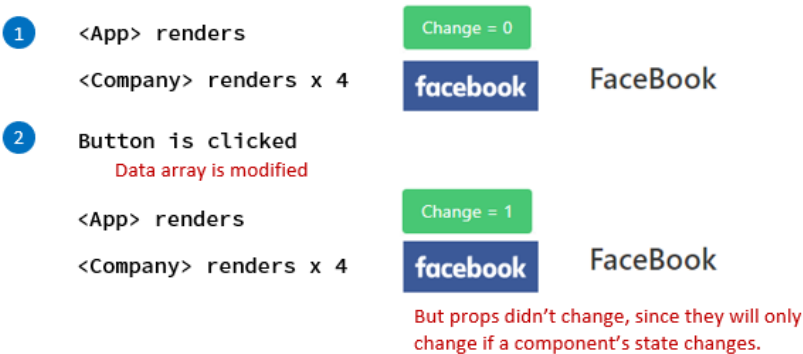 1 <App> renders Change = 0
<Company> renders x 4 facebook FaceBook
2 Button is clicked
Data array is modified
<App> renders Change = 1
<Company> renders x 4 facebook FaceBook
But props didn’t change, since they will only
change if a component’s state changes.